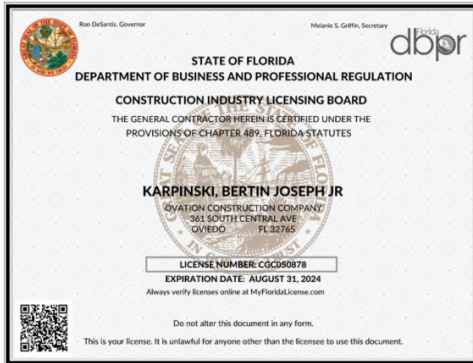 Ron DeSantis, Governor
Melanie S. Griffin, Secretary
Florida
dbpr
STATE OF FLORIDA
DEPARTMENT OF BUSINESS AND PROFESSIONAL REGULATION
CONSTRUCTION INDUSTRY LICENSING BOARD
THE GENERAL CONTRACTOR HEREIN IS CERTIFIED UNDER THE
PROVISIONS OF CHAPTER 489, FLORIDA STATUTES
KARPINSKI, BERTIN JOSEPH JR
OVATION CONSTRUCTION COMPANY
361 SOUTH CENTRAL AVE
OVIEDO FL 32765
LICENSE NUMBER: CGC050878
EXPIRATION DATE: AUGUST 31, 2024
Always verify licenses online at MyFloridaLicense.com
Do not alter this document in any form.
This is your license. It is unlawful for anyone other than the licensee to use this document.